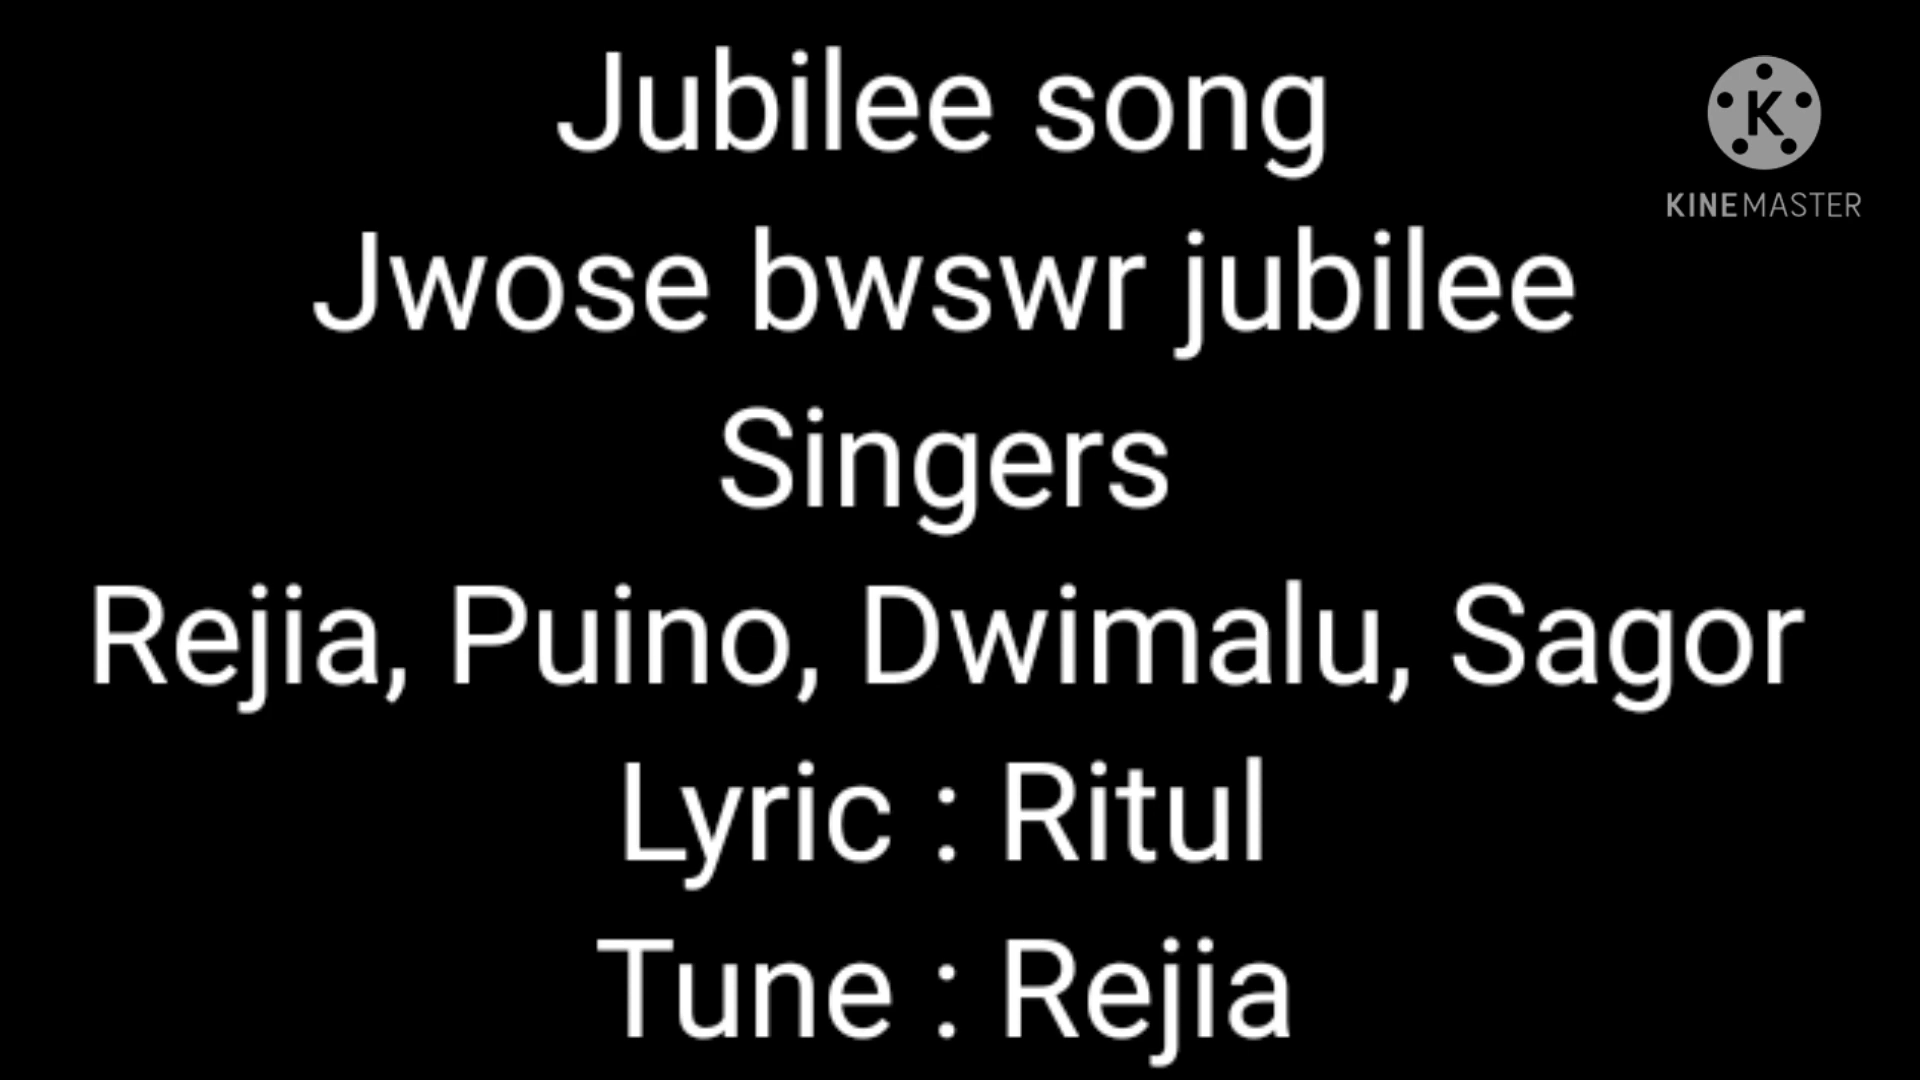 Jubilee song
Jwose bwswr jubilee
Singers
Rejia, Puino, Dwimalu, Sagor
Lyric : Ritul
Tune : Rejia
K
KINEMASTER